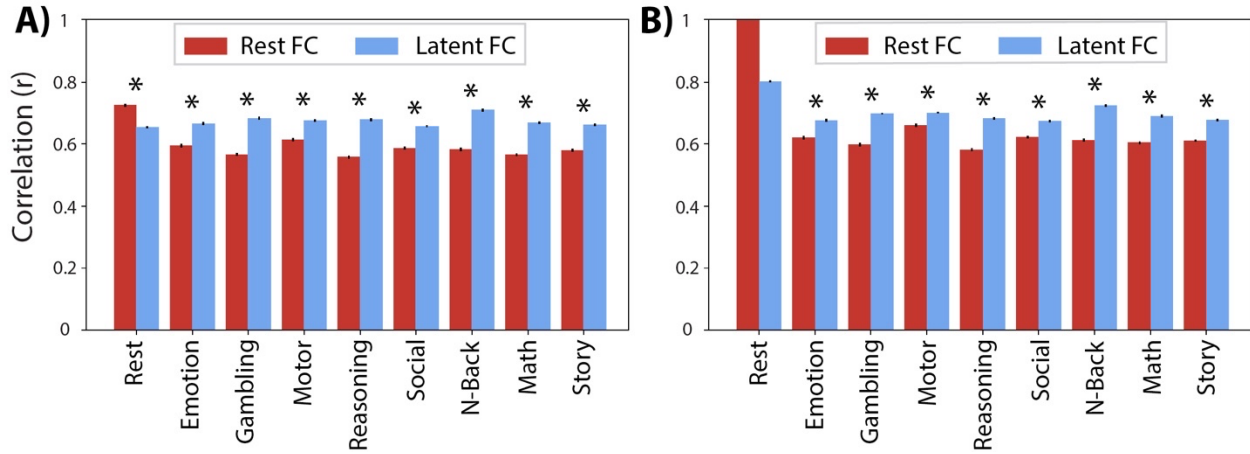 A)
Rest FC Latent FC
Correlation (r)
1
0.8
0.6
0.4
0.2
0
* * * * * * * * *
Rest
Emotion
Gambling
Motor
Reasoning
Social
N-Back
Math
Story
B)
Rest FC Latent FC
1
0.8
0.6
0.4
0.2
0
* * * * * * * *
Rest
Emotion
Gambling
Motor
Reasoning
Social
N-Back
Math
Story